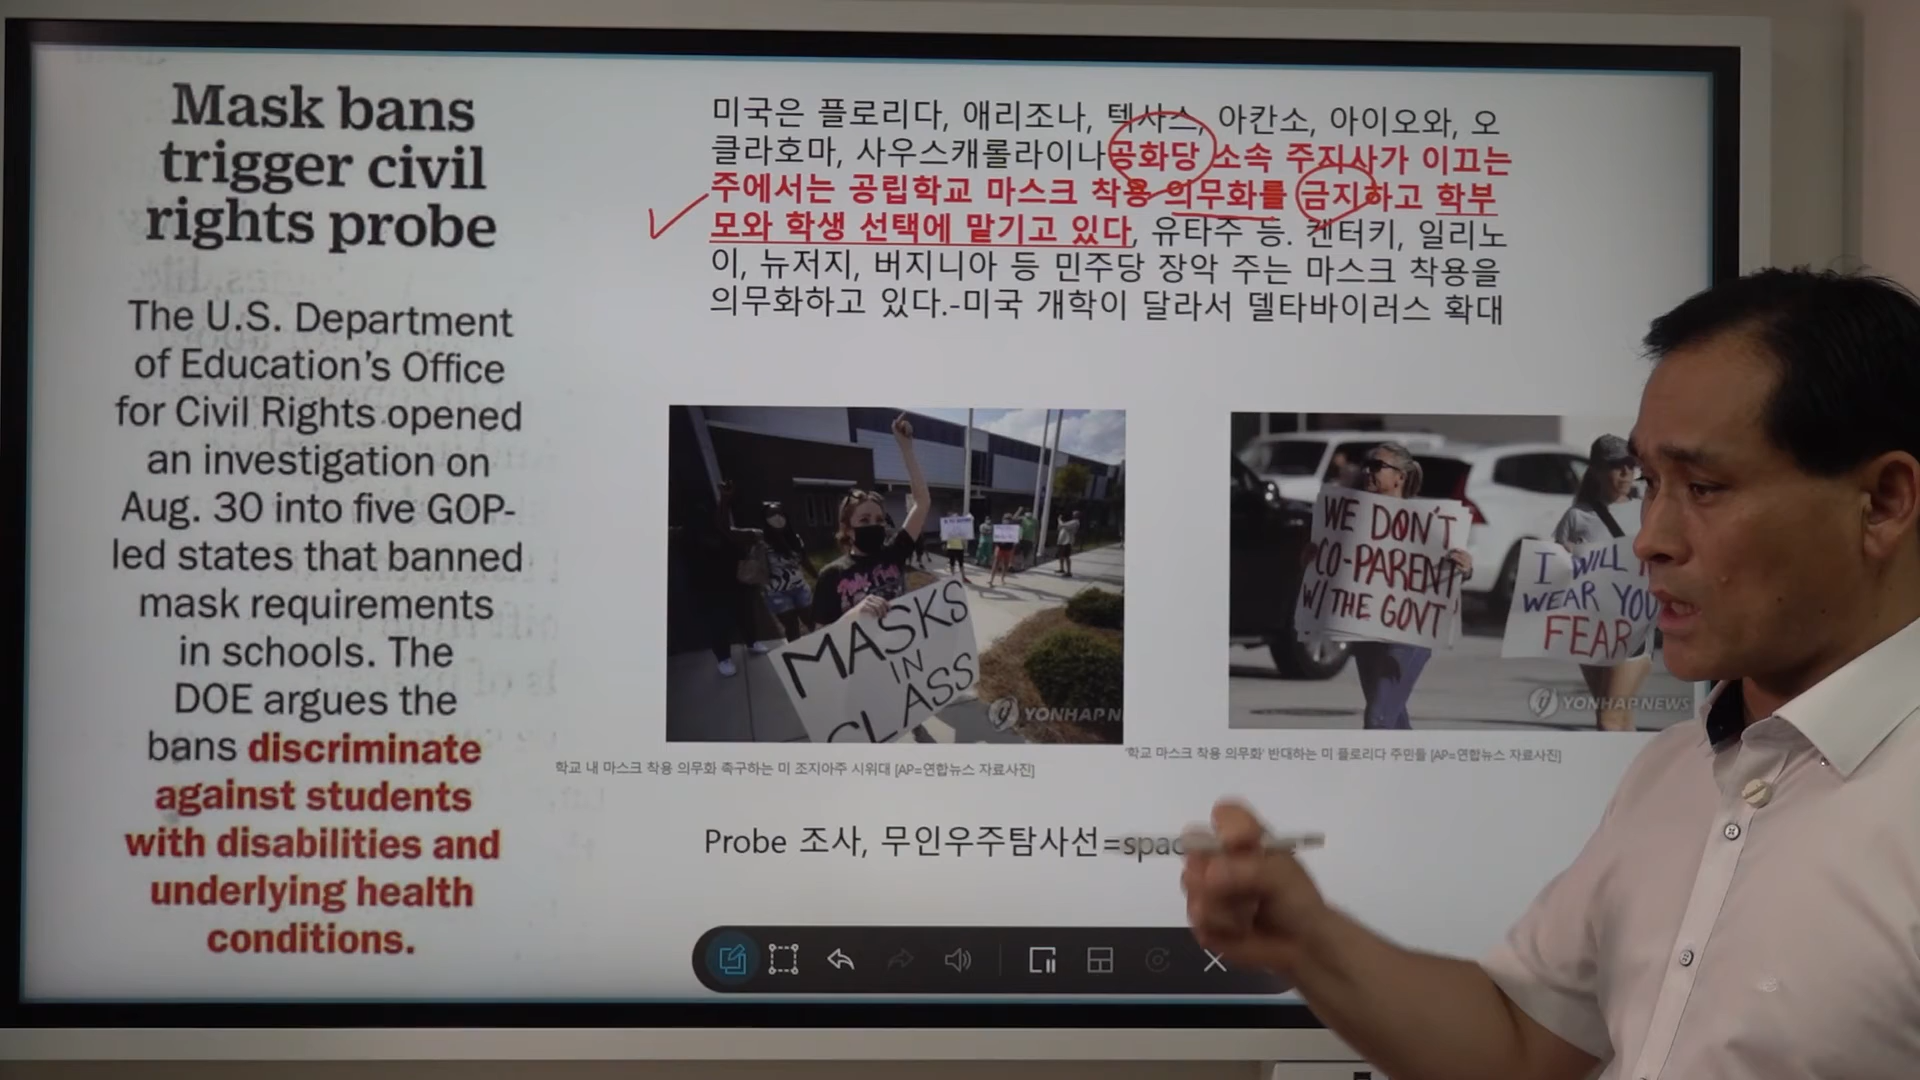 Mask bans
trigger civil
rights probe
The U.S. Department
of Education's Office
for Civil Rights opened
an investigation on
Aug. 30 into five GOP-
led states that banned
mask requirements
in schools. The
DOE argues the
bans discriminate
against students
with disabilities and
underlying health
conditions.
미국은 플로리다, 애리조나, 텍사스, 아칸소, 아이오와, 오
클라호마, 사우스캐롤라이나공화당 소속 주지사가 이끄는
주에서는 공립학교 마스크 착용 의무화를 금지하고 학부
모와 학생 선택에 맡기고 있다, 유타주 등. 켄터키, 일리노
이, 뉴저지, 버지니아 등 민주당 장악 주는 마스크 착용을
의무화하고 있다.-미국 개학이 달라서 델타바이러스 확대
MASKS
IN
CLASS
YONHAP N
학교 내 마스크 착용 의무화 촉구하는 미 조지아주 시위대 [AP=연합뉴스 자료사진]
WE DON'T
CO-PARENT
W/ THE GOVT
I WILL
WEAR YOU
FEAR
YONHAP NEWS
'학교 마스크 착용 의무화' 반대하는 미 플로리다 주민들 [AP=연합뉴스 자료사진]
Probe 조사, 무인우주탐사선=spac